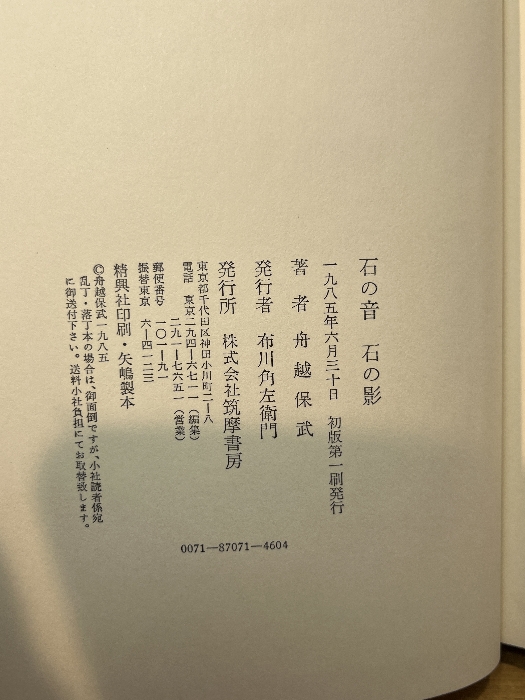 石の音　石の影
一九八五年六月三十日　初版第一刷発行
著　者　舟　越　保　武
発行者　布川角左衛門
発行所　株式会社筑摩書房
東京都千代田区神田小川町二ー八
電話　東京二九四ー六七一一（編集）
二九一ー七六五一（営業）
郵便番号　一〇一ー九一
振替東京　六ー四一二三
精興社印刷・矢嶋製本
©舟越保武一九八五
乱丁・落丁本の場合は、御面倒ですが、小社読者係宛
に御送付下さい。送料小社負担にてお取替致します。
0071—87071—4604